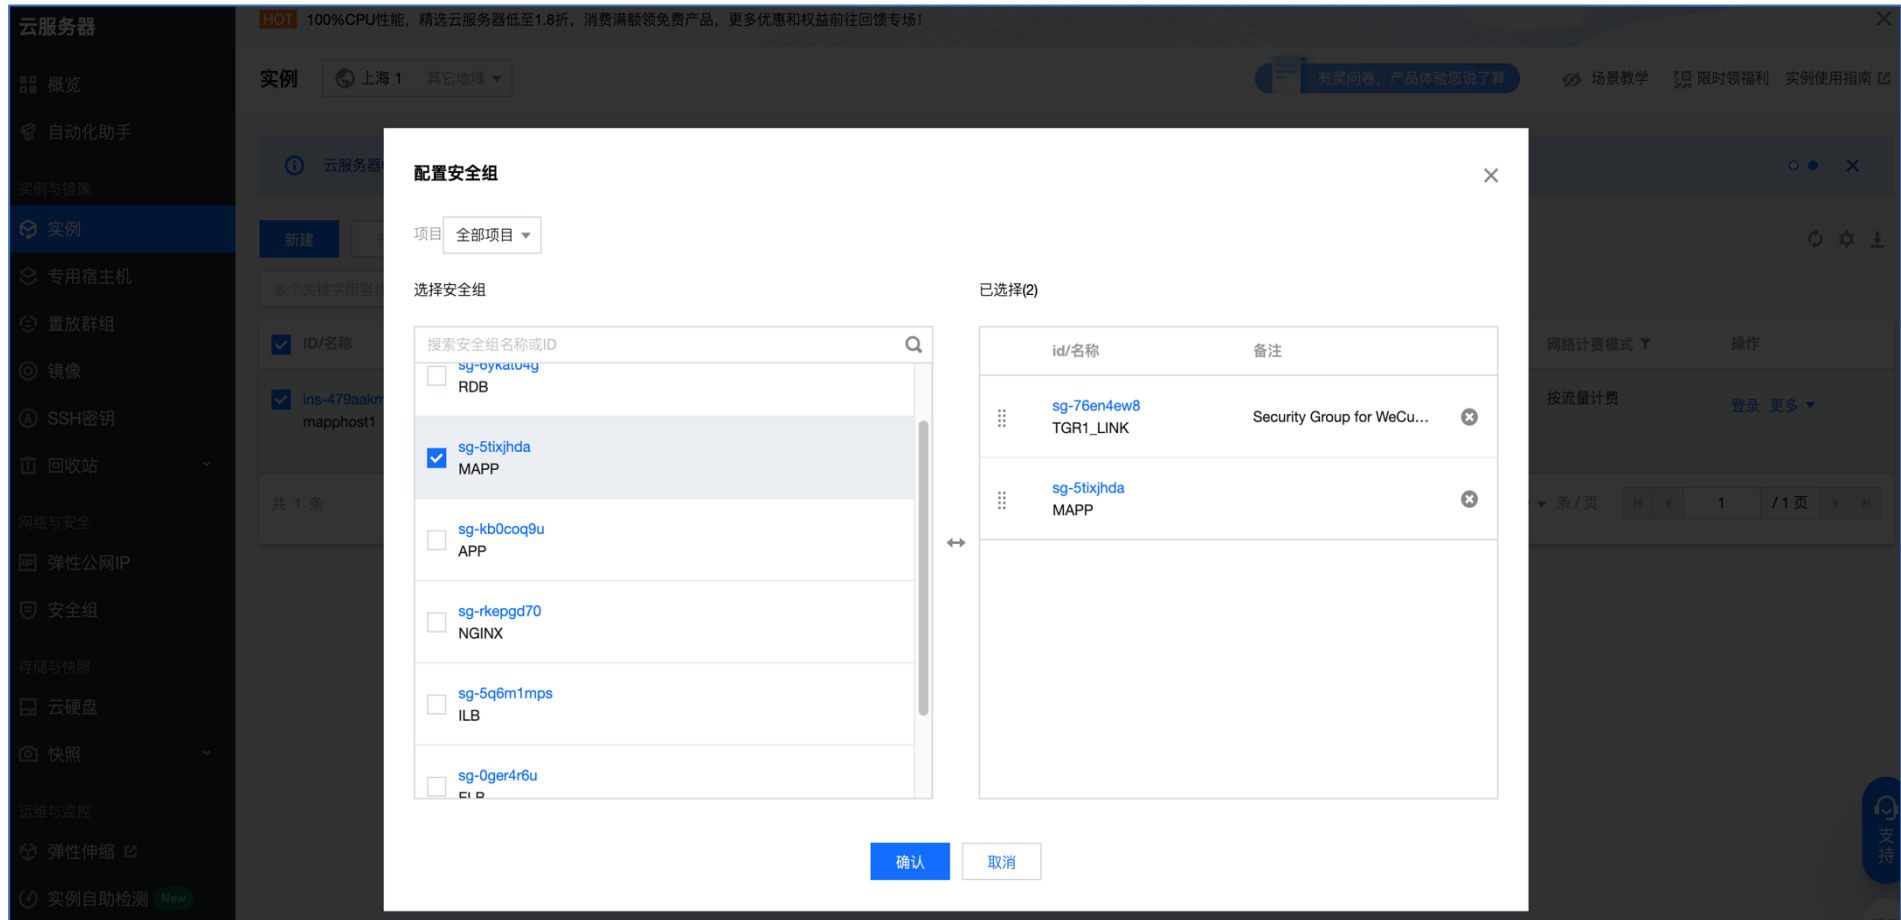 云服务器
HOT 100%CPU性能，精选云服务器低至1.8折，消费满额领免费产品，更多优惠和权益前往回馈专场！
概览
自动化助手
实例与镜像
实例
专用宿主机
置放群组
镜像
SSH密钥
回收站
网络与安全
弹性公网IP
安全组
存储与快照
云硬盘
快照
运维与监控
弹性伸缩
实例自助检测 New
实例 上海 1 其它地域
有奖问卷，产品体验您说了算 场景教学 限时领福利 实例使用指南
云服务器
新建
多个关键字用竖
ID/名称 网络计费模式 操作
ins-479aakm
mapphost1
按流量计费 登录 更多
共 1 条 条 / 页 1 / 1 页
配置安全组
项目 全部项目
选择安全组
搜索安全组名称或ID
sg-6ykat64g
RDB
sg-5tixjhda
MAPP
sg-kb0coq9u
APP
sg-rkepgd70
NGINX
sg-5q6m1mps
ILB
sg-0ger4r6u
ELB
已选择(2)
id/名称 备注
sg-76en4ew8
TGR1_LINK
Security Group for WeCu...
sg-5tixjhda
MAPP
确认 取消
支持